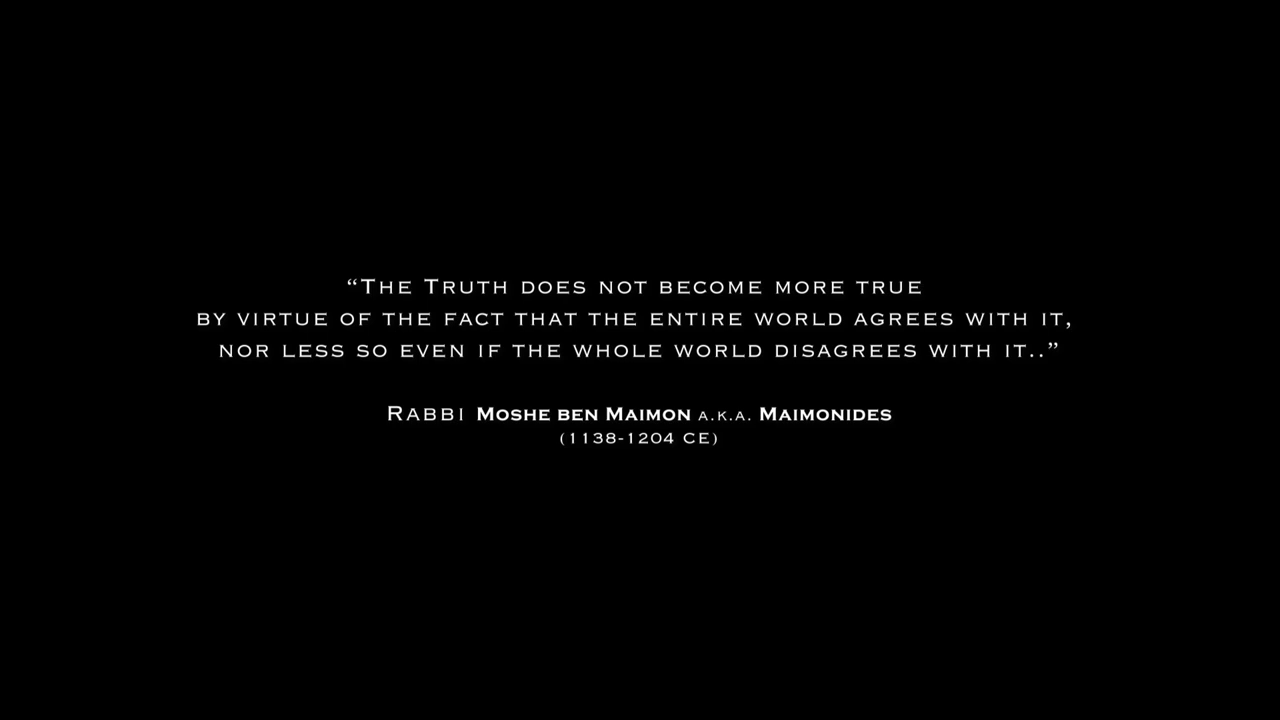 “The Truth does not become more true
by virtue of the fact that the entire world agrees with it,
nor less so even if the whole world disagrees with it..”
Rabbi Moshe ben Maimon a.k.a. Maimonides
(1138-1204 CE)